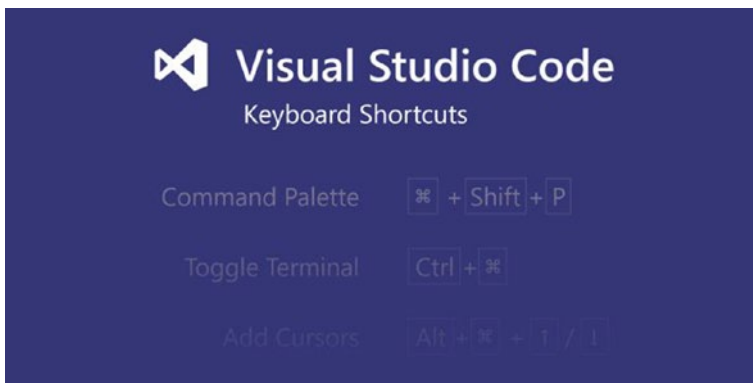 Visual Studio Code
Keyboard Shortcuts
Command Palette ⌘ + Shift + P
Toggle Terminal Ctrl + ⌘
Add Cursors Alt + ⌘ + ↑ / ↓